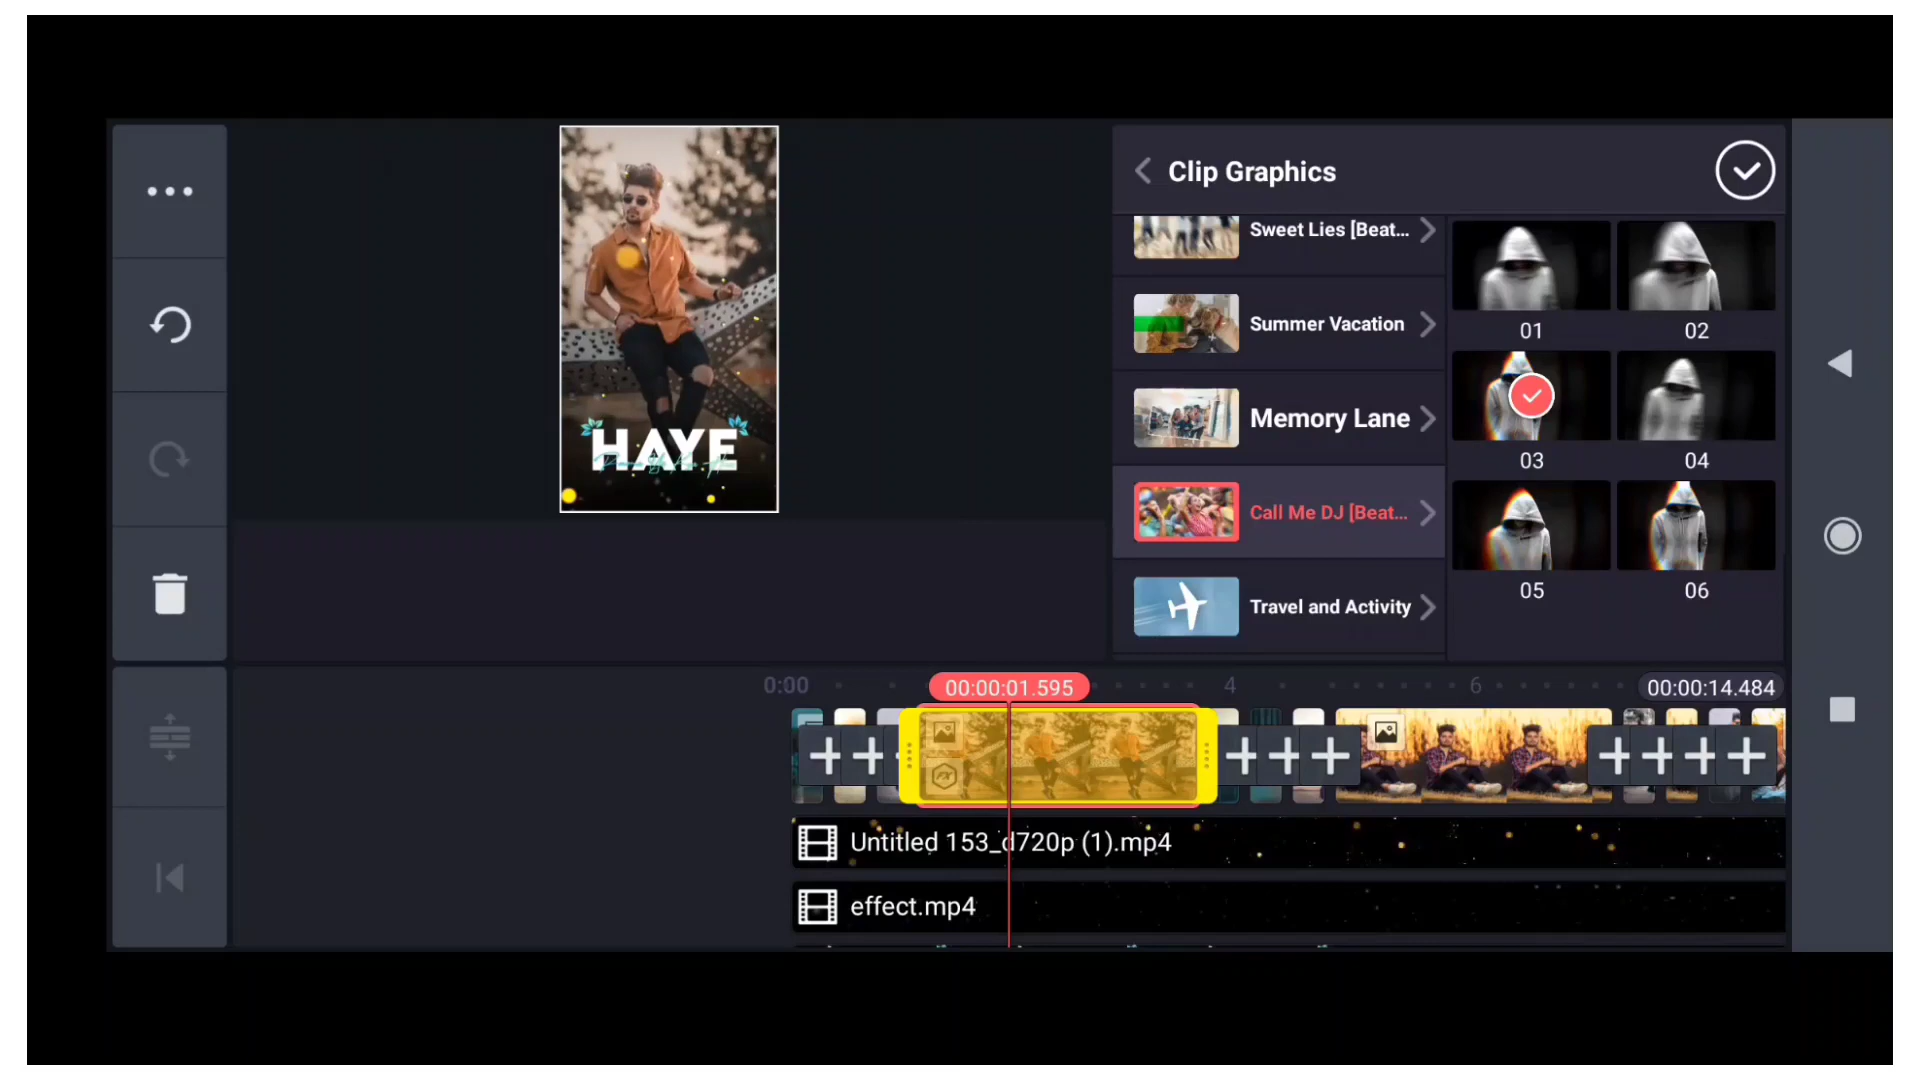 Clip Graphics
Sweet Lies [Beat...
Summer Vacation
Memory Lane
Call Me DJ [Beat...
Travel and Activity
01
02
03
04
05
06
HAYE
0:00
00:00:01.595
4
6
00:00:14.484
Untitled 153_d720p (1).mp4
effect.mp4